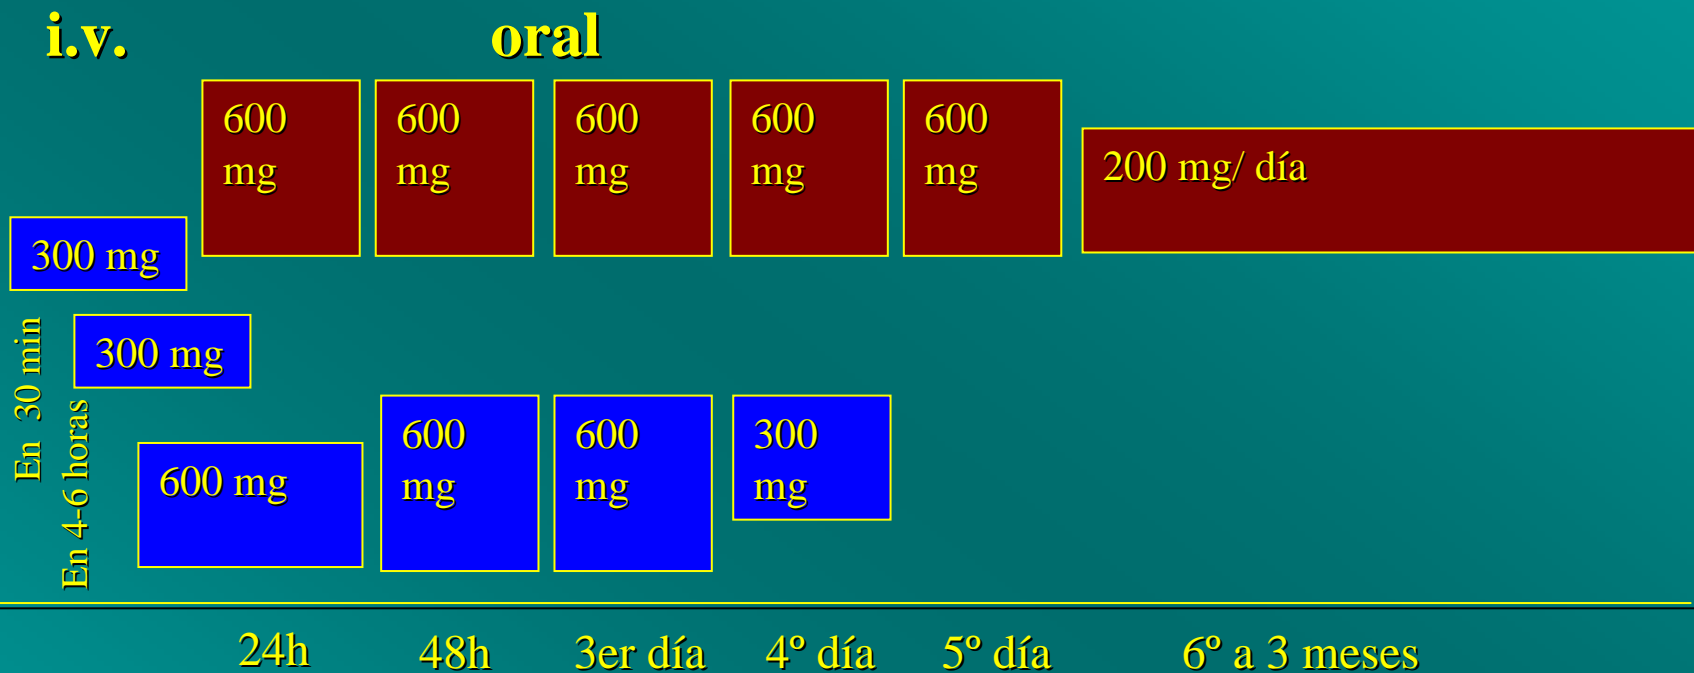 i.v.
oral
600
mg
600
mg
600
mg
600
mg
600
mg
200 mg/ día
300 mg
En 30 min
300 mg
En 4-6 horas
600 mg
600
mg
600
mg
300
mg
24h
48h
3er día
4º día
5º día
6º a 3 meses